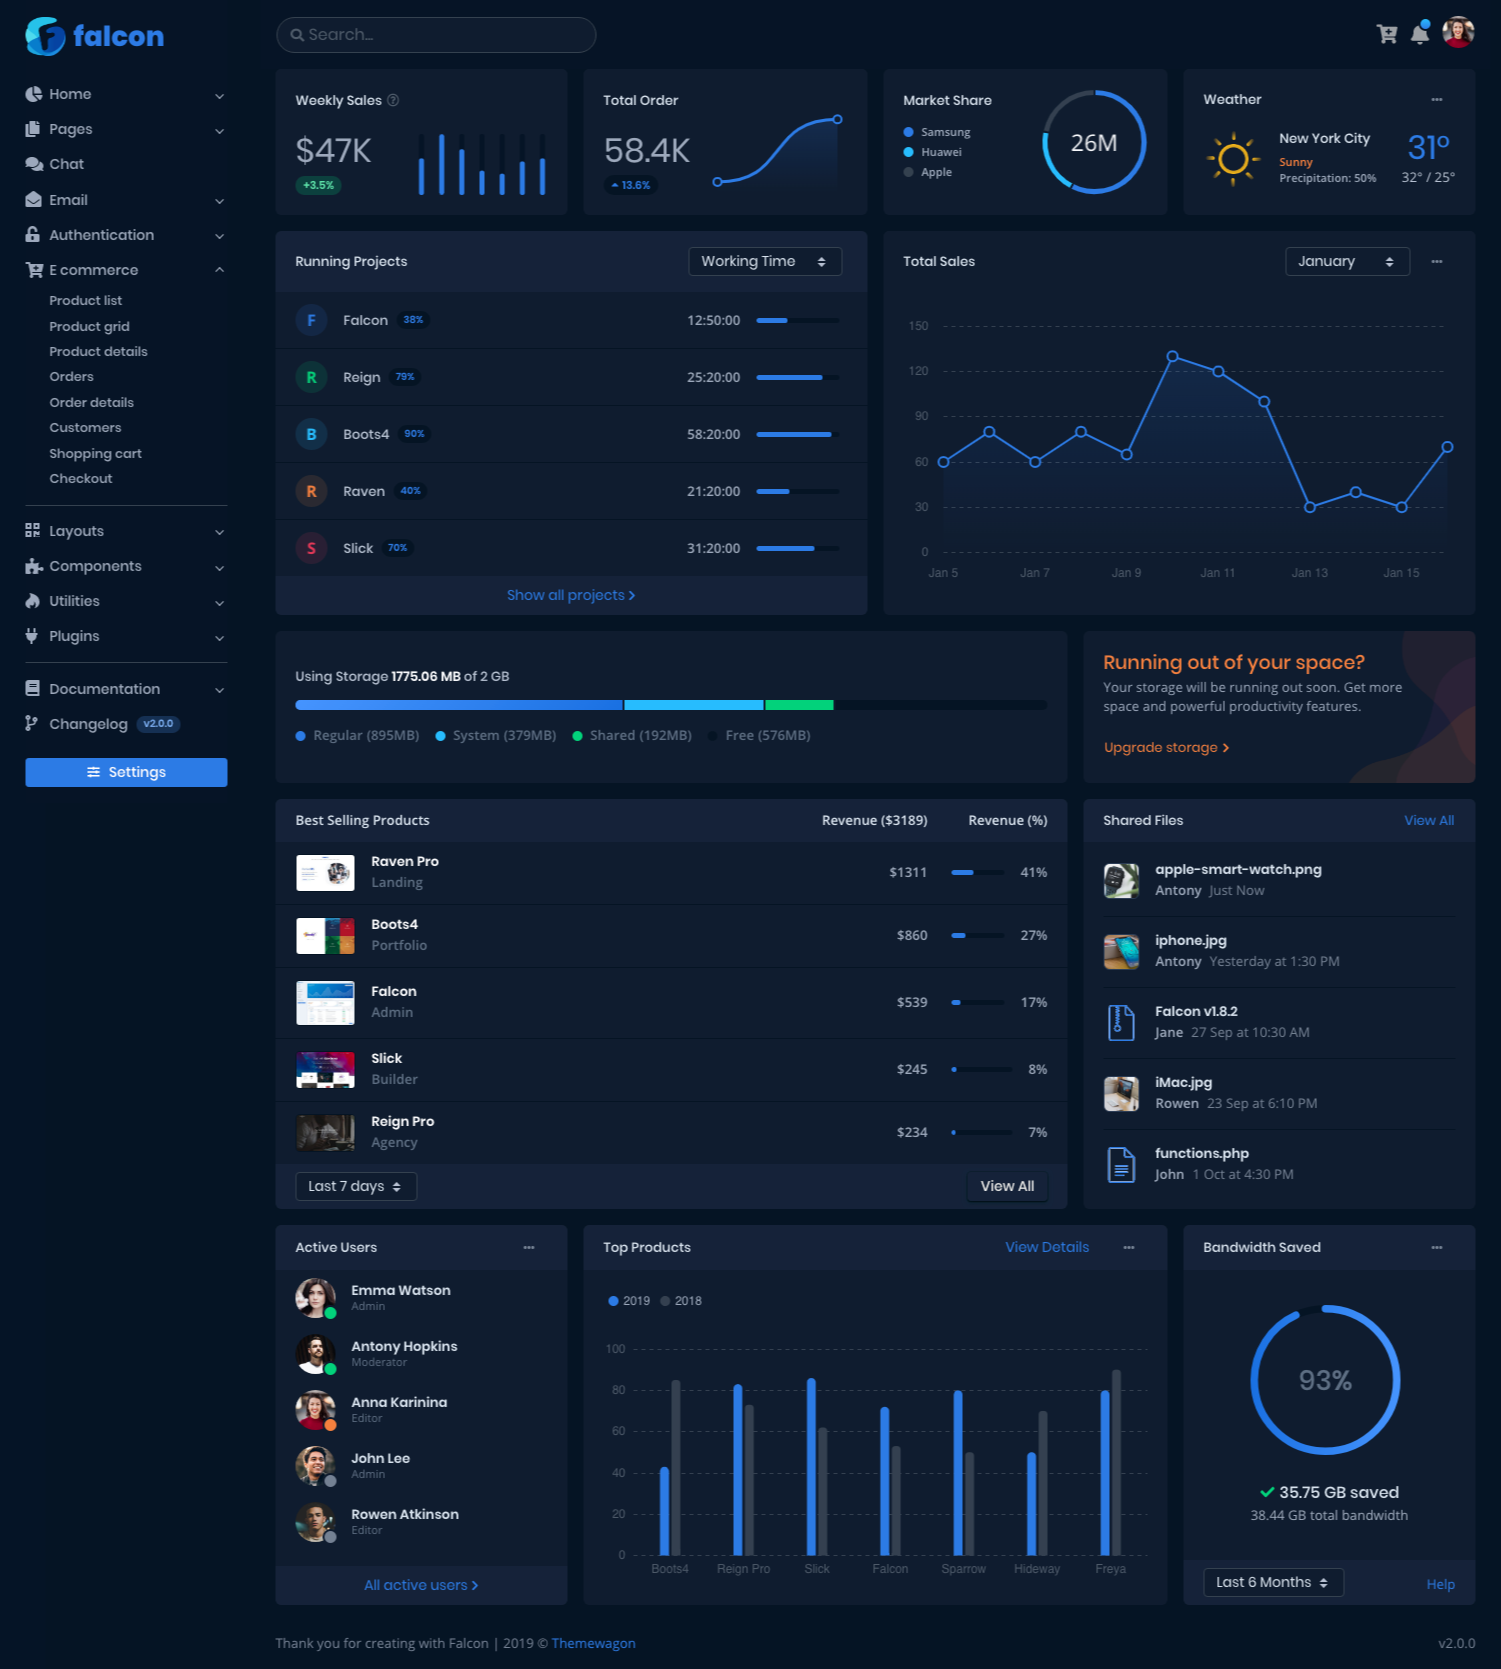 falcon
Search...
Home
Pages
Chat
Email
Authentication
E commerce
Product list
Product grid
Product details
Orders
Order details
Customers
Shopping cart
Checkout
Layouts
Components
Utilities
Plugins
Documentation
Changelog v2.0.0
Settings
Weekly Sales ?
$47K
+3.5%
Total Order
58.4K
13.6%
Market Share
Samsung
Huawei
Apple
26M
Weather
New York City
Sunny
Precipitation: 50%
31°
32° / 25°
Running Projects
Working Time
F Falcon 38% 12:50:00
R Reign 79% 25:20:00
B Boots4 90% 58:20:00
R Raven 40% 21:20:00
S Slick 70% 31:20:00
Show all projects
Total Sales
January
150
120
90
60
30
0
Jan 5 Jan 7 Jan 9 Jan 11 Jan 13 Jan 15
Using Storage 1775.06 MB of 2 GB
Regular (895MB) System (379MB) Shared (192MB) Free (576MB)
Running out of your space?
Your storage will be running out soon. Get more
space and powerful productivity features.
Upgrade storage
Best Selling Products Revenue ($3189) Revenue (%)
Raven Pro
Landing
$1311 41%
Boots4
Portfolio
$860 27%
Falcon
Admin
$539 17%
Slick
Builder
$245 8%
Reign Pro
Agency
$234 7%
Last 7 days
View All
Shared Files View All
apple-smart-watch.png
Antony Just Now
iphone.jpg
Antony Yesterday at 1:30 PM
Falcon v1.8.2
Jane 27 Sep at 10:30 AM
iMac.jpg
Rowen 23 Sep at 6:10 PM
functions.php
John 1 Oct at 4:30 PM
Active Users
Emma Watson
Admin
Antony Hopkins
Moderator
Anna Karinina
Editor
John Lee
Admin
Rowen Atkinson
Editor
All active users
Top Products View Details
2019 2018
100
80
60
40
20
0
Boots4 Reign Pro Slick Falcon Sparrow Hideway Freya
Bandwidth Saved
93%
35.75 GB saved
38.44 GB total bandwidth
Last 6 Months
Help
Thank you for creating with Falcon | 2019 © Themewagon
v2.0.0